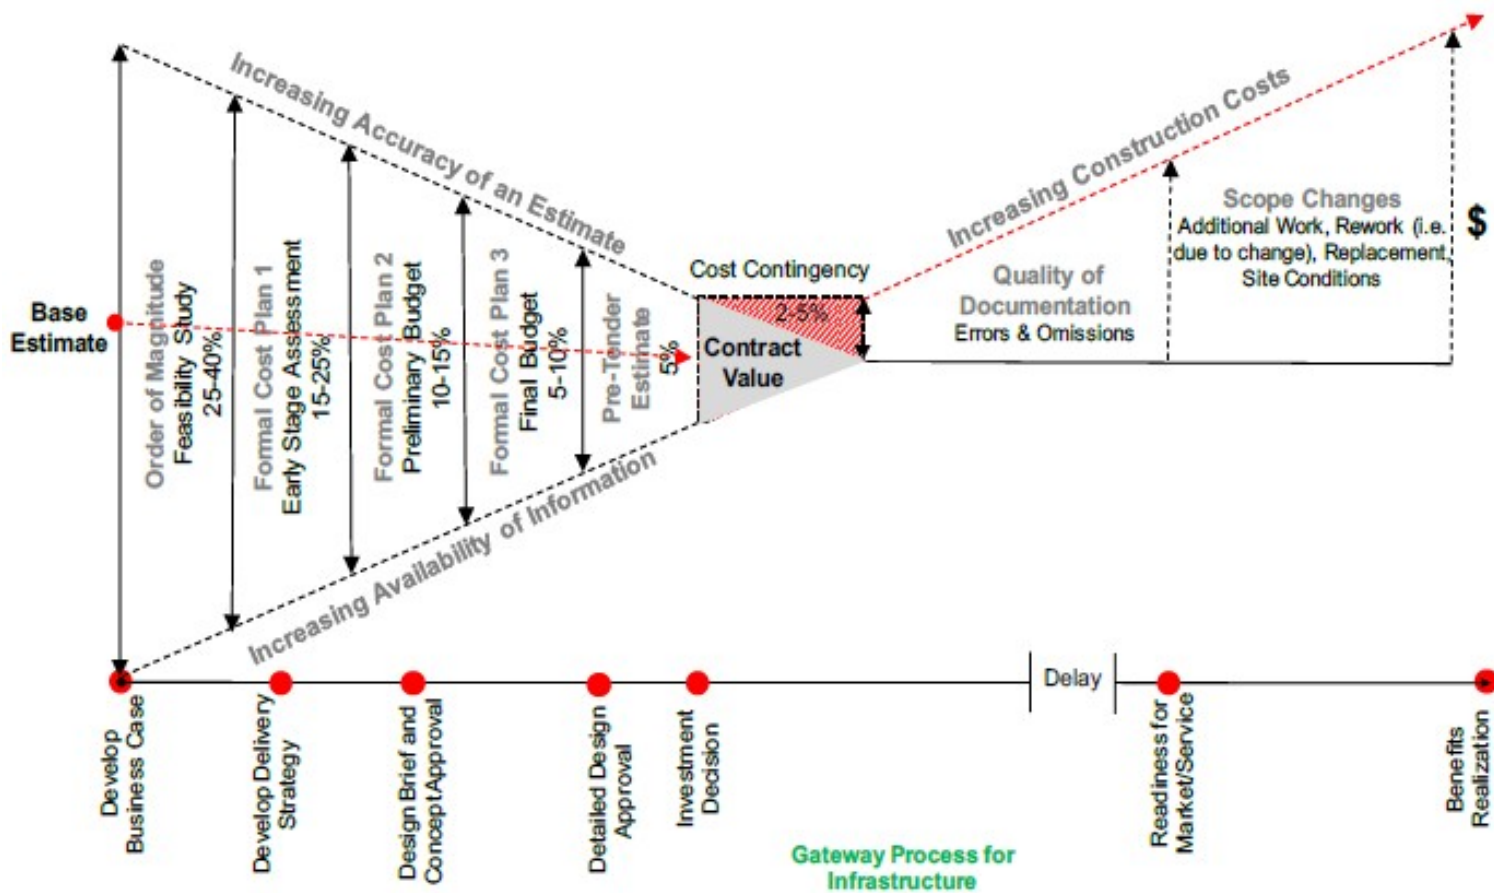 Increasing Accuracy of an Estimate
Increasing Construction Costs
Scope Changes
Additional Work, Rework (i.e.
due to change), Replacement,
Site Conditions
$
Base
Estimate
Order of Magnitude
Feasibility Study
25-40%
Formal Cost Plan 1
Early Stage Assessment
15-25%
Formal Cost Plan 2
Preliminary Budget
10-15%
Formal Cost Plan 3
Final Budget
5-10%
Pre-Tender
Estimate
5%
Cost Contingency
2-5%
Contract
Value
Quality of
Documentation
Errors & Omissions
Increasing Availability of Information
Delay
Develop
Business Case
Develop Delivery
Strategy
Design Brief and
Concept Approval
Detailed Design
Approval
Investment
Decision
Readiness for
Market/Service
Benefits
Realization
Gateway Process for
Infrastructure